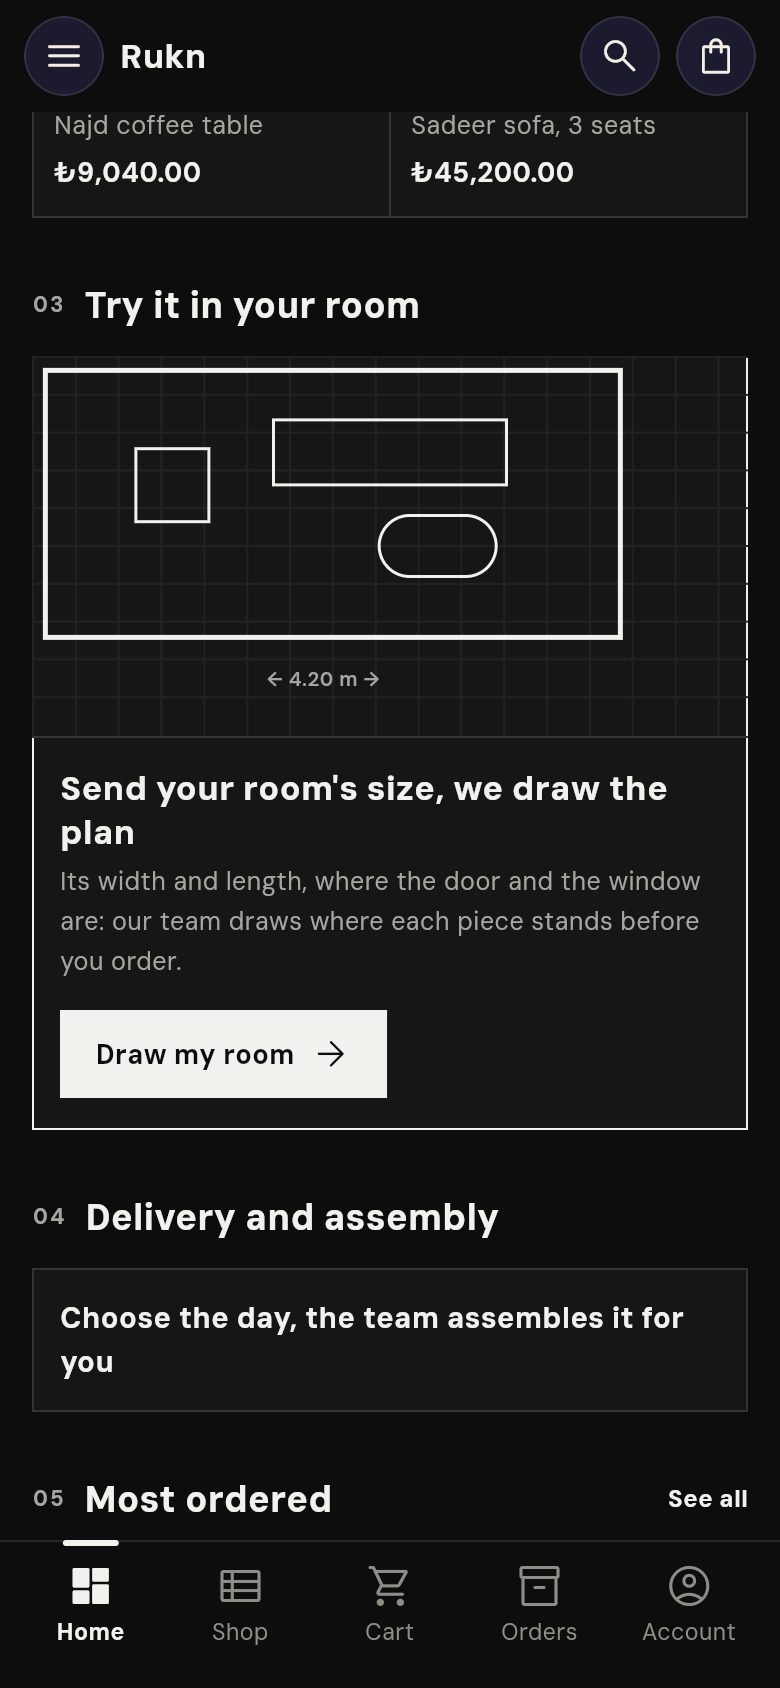 Rukn
Najd coffee table
Sadeer sofa, 3 seats
₺9,040.00
₺45,200.00
03 Try it in your room
← 4.20 m →
Send your room's size, we draw the
plan
Its width and length, where the door and the window
are: our team draws where each piece stands before
you order.
Draw my room →
04 Delivery and assembly
Choose the day, the team assembles it for
you
05 Most ordered
See all
Home
Shop
Cart
Orders
Account